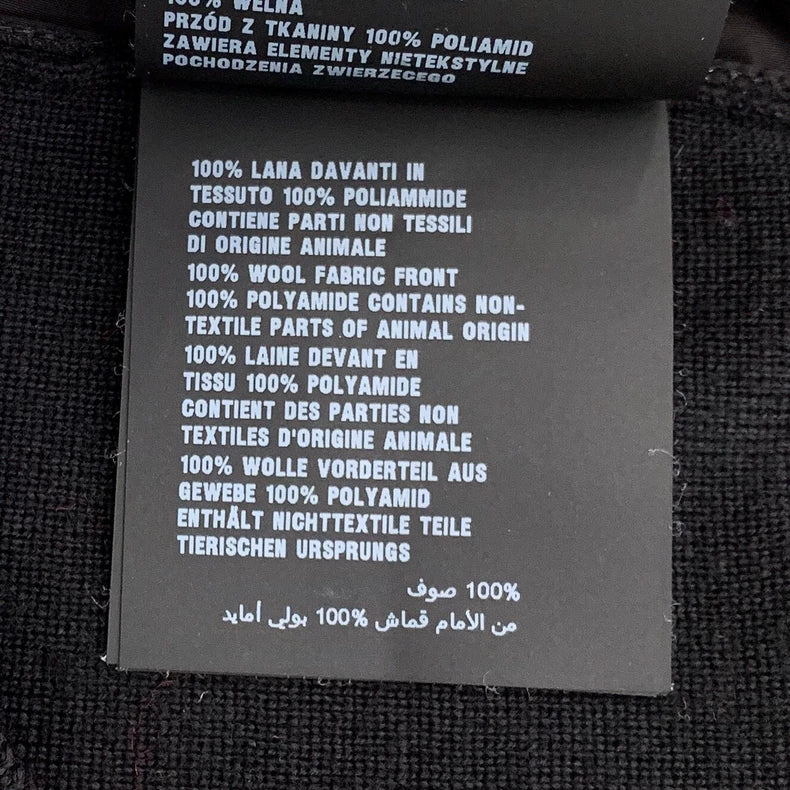 100% WEŁNA
PRZÓD Z TKANINY 100% POLIAMID
ZAWIERA ELEMENTY NIETEKSTYLNE
POCHODZENIA ZWIERZECEGO
100% LANA DAVANTI IN
TESSUTO 100% POLIAMMIDE
CONTIENE PARTI NON TESSILI
DI ORIGINE ANIMALE
100% WOOL FABRIC FRONT
100% POLYAMIDE CONTAINS NON-
TEXTILE PARTS OF ANIMAL ORIGIN
100% LAINE DEVANT EN
TISSU 100% POLYAMIDE
CONTIENT DES PARTIES NON
TEXTILES D'ORIGINE ANIMALE
100% WOLLE VORDERTEIL AUS
GEWEBE 100% POLYAMID
ENTHÄLT NICHTTEXTILE TEILE
TIERISCHEN URSPRUNGS
100% صوف
من الأمام قماش 100% بولي أمايد